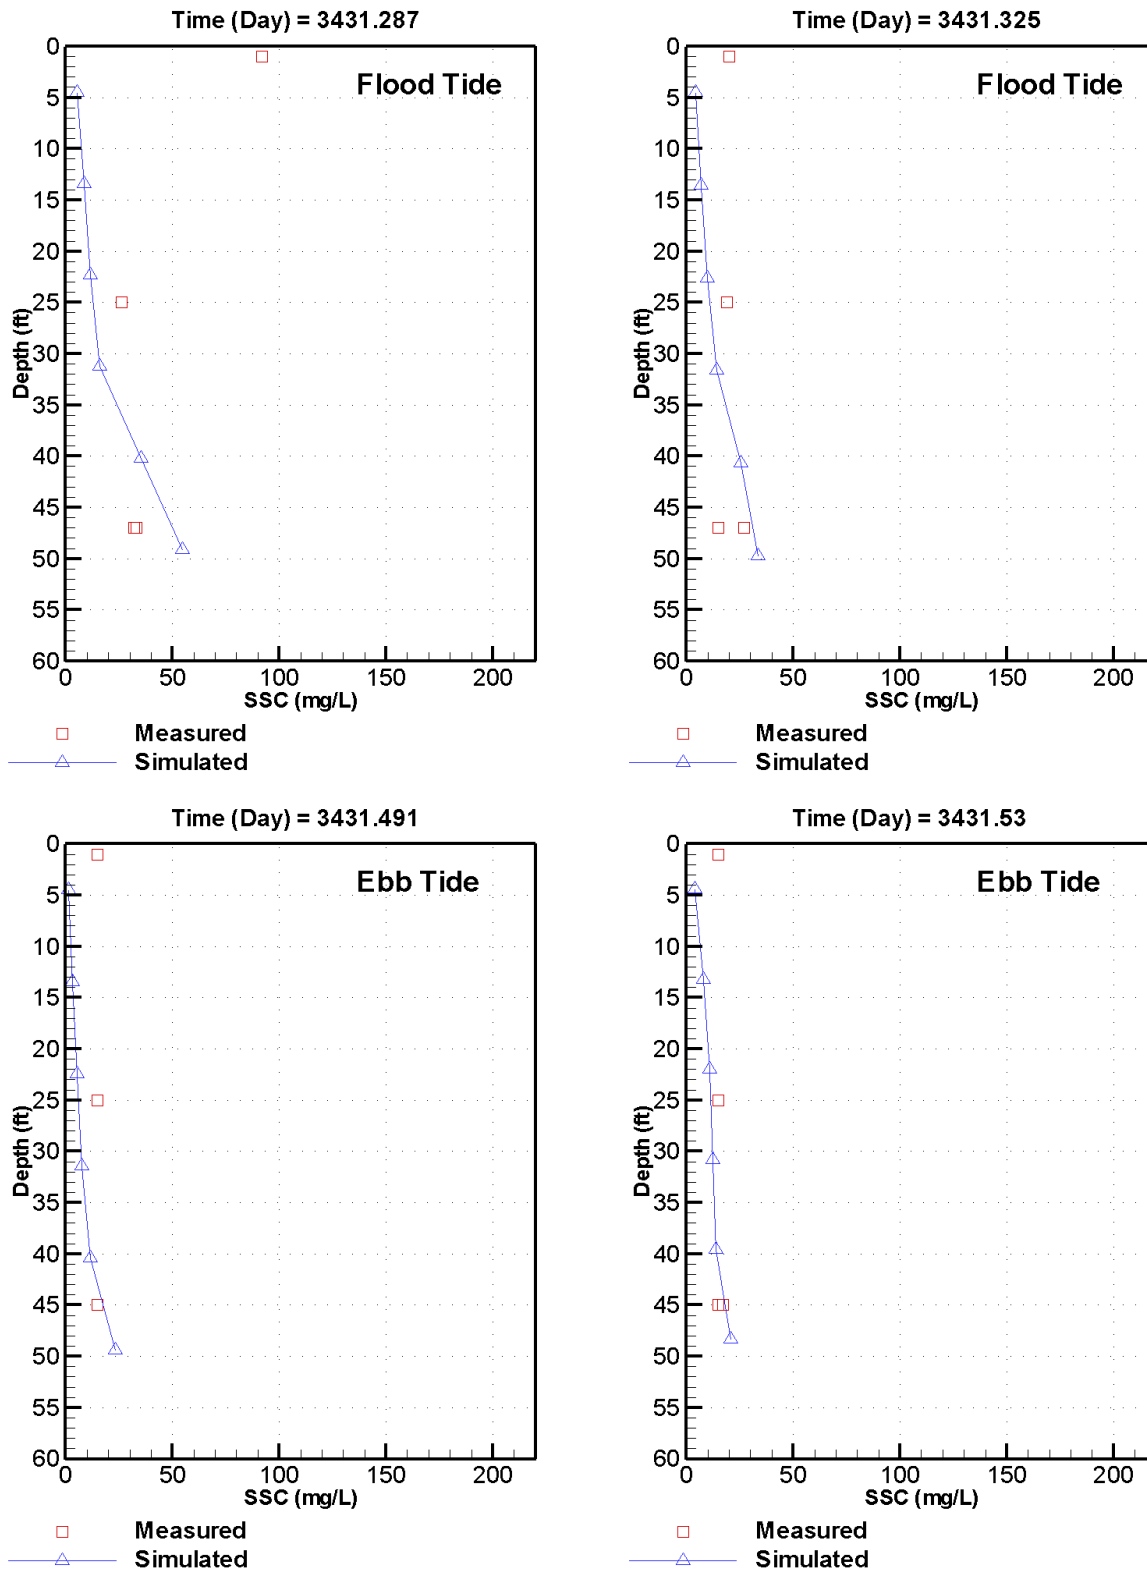 Time (Day) = 3431.287
0
5
10
15
20
25
30
35
40
45
50
55
60
Depth (ft)
Flood Tide
0 50 100 150 200
SSC (mg/L)
Measured
Simulated
Time (Day) = 3431.325
0
5
10
15
20
25
30
35
40
45
50
55
60
Depth (ft)
Flood Tide
0 50 100 150 200
SSC (mg/L)
Measured
Simulated
Time (Day) = 3431.491
0
5
10
15
20
25
30
35
40
45
50
55
60
Depth (ft)
Ebb Tide
0 50 100 150 200
SSC (mg/L)
Measured
Simulated
Time (Day) = 3431.53
0
5
10
15
20
25
30
35
40
45
50
55
60
Depth (ft)
Ebb Tide
0 50 100 150 200
SSC (mg/L)
Measured
Simulated